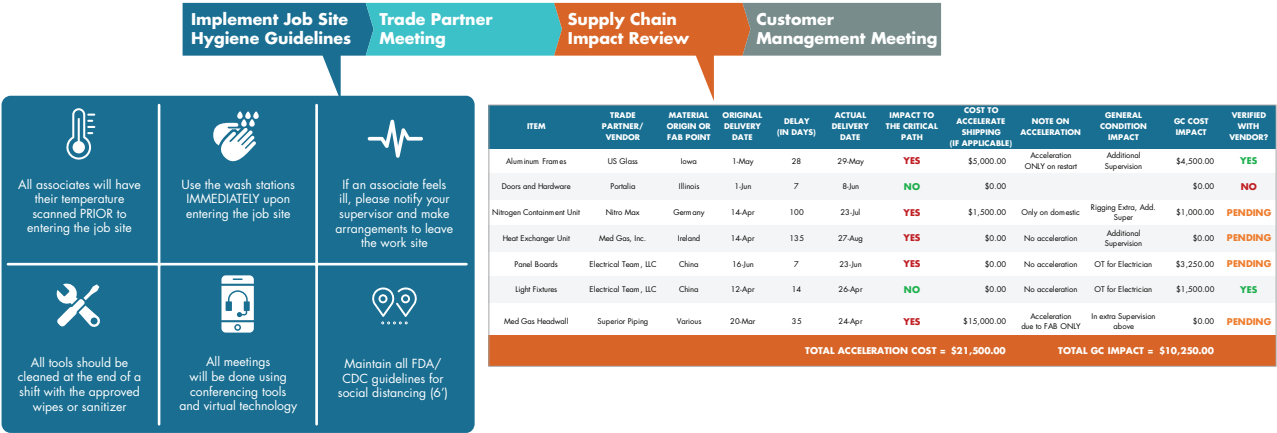 Implement Job Site
Hygiene Guidelines
Trade Partner
Meeting
Supply Chain
Impact Review
Customer
Management Meeting
All associates will have
their temperature
scanned PRIOR to
entering the job site
Use the wash stations
IMMEDIATELY upon
entering the job site
If an associate feels
ill, please notify your
supervisor and make
arrangements to leave
the work site
All tools should be
cleaned at the end of a
shift with the approved
wipes or sanitizer
All meetings
will be done using
conferencing tools
and virtual technology
Maintain all FDA/
CDC guidelines for
social distancing (6')
ITEM
TRADE
PARTNER/
VENDOR
MATERIAL
ORIGIN OR
FAB POINT
ORIGINAL
DELIVERY
DATE
DELAY
(IN DAYS)
ACTUAL
DELIVERY
DATE
IMPACT TO
THE CRITICAL
PATH
COST TO
ACCELERATE
SHIPPING
(IF APPLICABLE)
NOTE ON
ACCELERATION
GENERAL
CONDITION
IMPACT
GC COST
IMPACT
VERIFIED
WITH
VENDOR?
Aluminum Frames US Glass Iowa 1-May 28 29-May YES $5,000.00 Acceleration
ONLY on restart Additional
Supervision $4,500.00 YES
Doors and Hardware Portalia Illinois 1-Jun 7 8-Jun NO $0.00 $0.00 NO
Nitrogen Containment Unit Nitro Max Germany 14-Apr 100 23-Jul YES $1,500.00 Only on domestic Rigging Extra, Add.
Super $1,000.00 PENDING
Heat Exchanger Unit Med Gas, Inc. Ireland 14-Apr 135 27-Aug YES $0.00 No acceleration Additional
Supervision $0.00 PENDING
Panel Boards Electrical Team, LLC China 16-Jun 7 23-Jun YES $0.00 No acceleration OT for Electrician $3,250.00 PENDING
Light Fixtures Electrical Team, LLC China 12-Apr 14 26-Apr NO $0.00 No acceleration OT for Electrician $1,500.00 YES
Med Gas Headwall Superior Piping Various 20-Mar 35 24-Apr YES $15,000.00 Acceleration
due to FAB ONLY In extra Supervision
above $0.00 PENDING
TOTAL ACCELERATION COST = $21,500.00 TOTAL GC IMPACT = $10,250.00